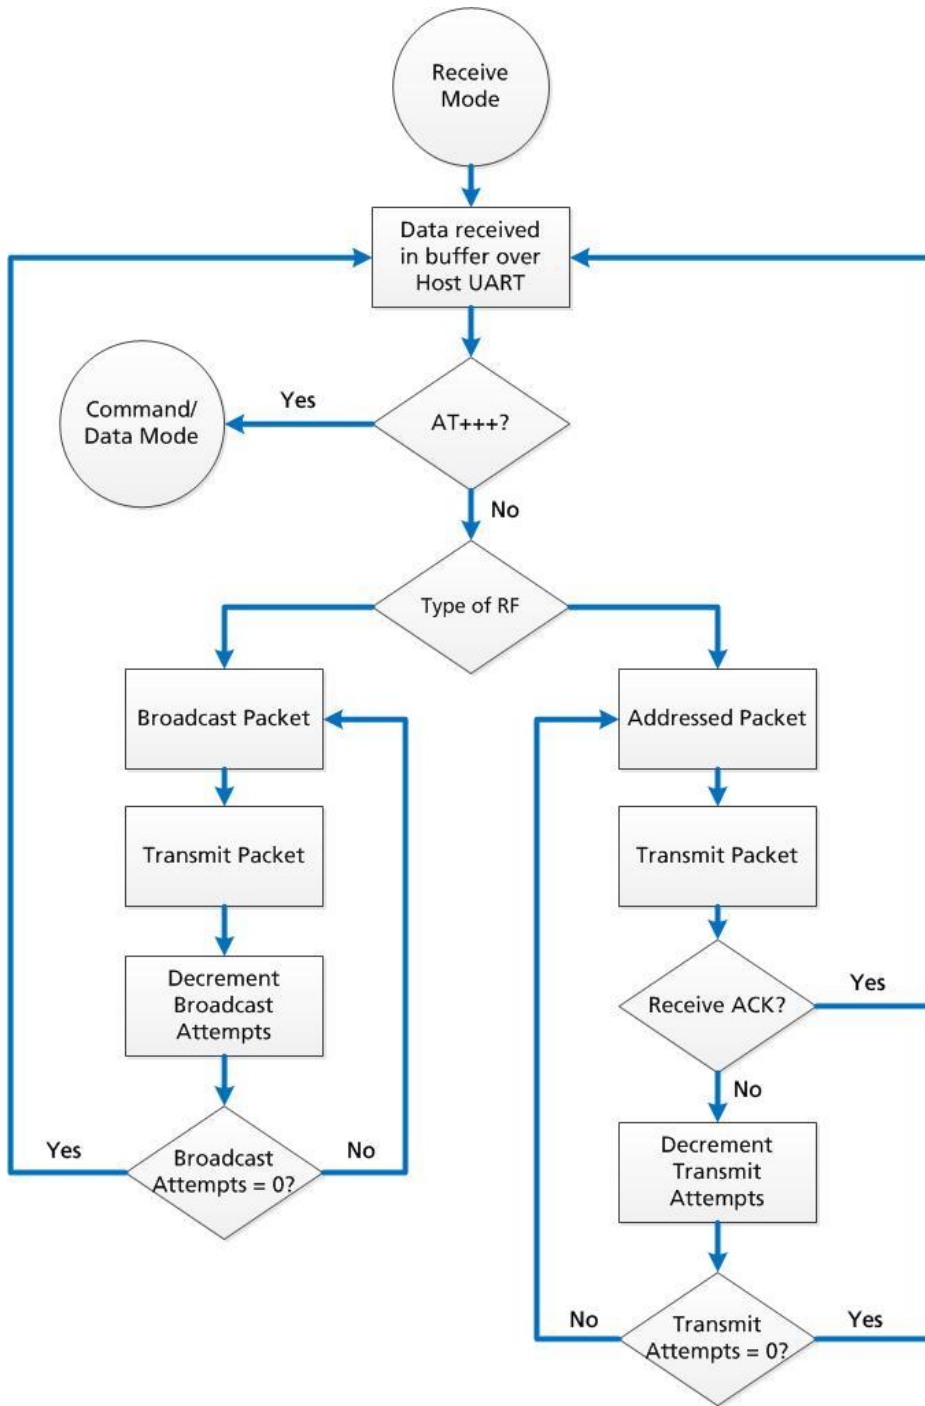 Receive
Mode
Data received
in buffer over
Host UART
Yes
Command/
Data Mode
AT+++?
No
Type of RF
Broadcast Packet
Addressed Packet
Transmit Packet
Transmit Packet
Decrement
Broadcast
Attempts
Receive ACK?
Yes
No
Yes
Broadcast
Attempts = 0?
No
Decrement
Transmit
Attempts
No
Transmit
Attempts = 0?
Yes